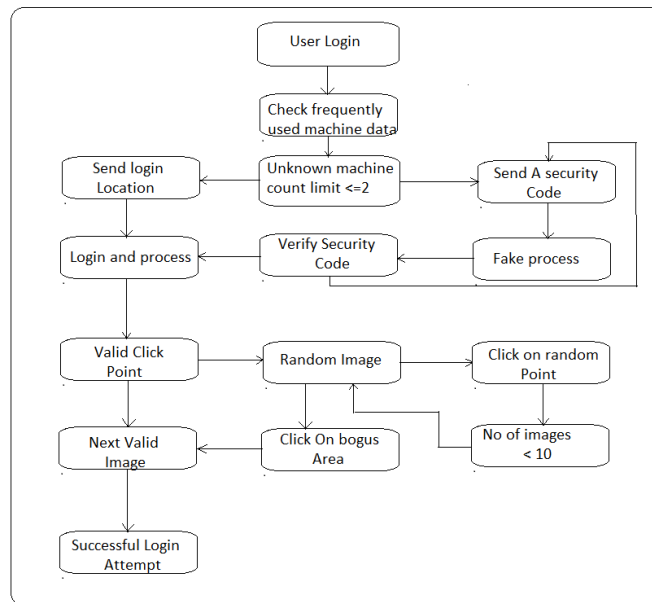 User Login
Check frequently
used machine data
Send login
Location
Unknown machine
count limit <=2
Send A security
Code
Login and process
Verify Security
Code
Fake process
Valid Click
Point
Random Image
Click on random
Point
Next Valid
Image
Click On bogus
Area
No of images
< 10
Successful Login
Attempt